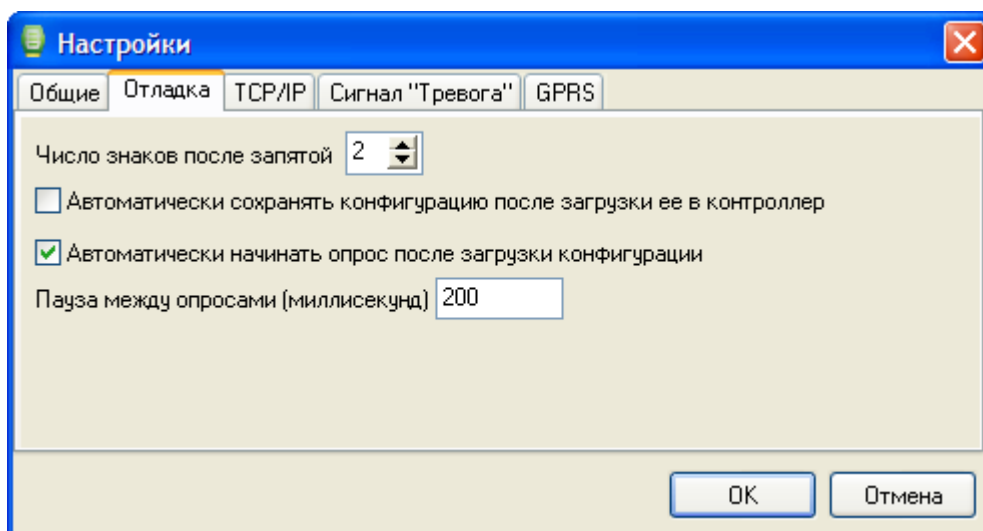 Настройки
Общие Отладка TCP/IP Сигнал "Тревога" GPRS
Число знаков после запятой 2
Автоматически сохранять конфигурацию после загрузки ее в контроллер
Автоматически начинать опрос после загрузки конфигурации
Пауза между опросами (миллисекунд) 200
OK Отмена